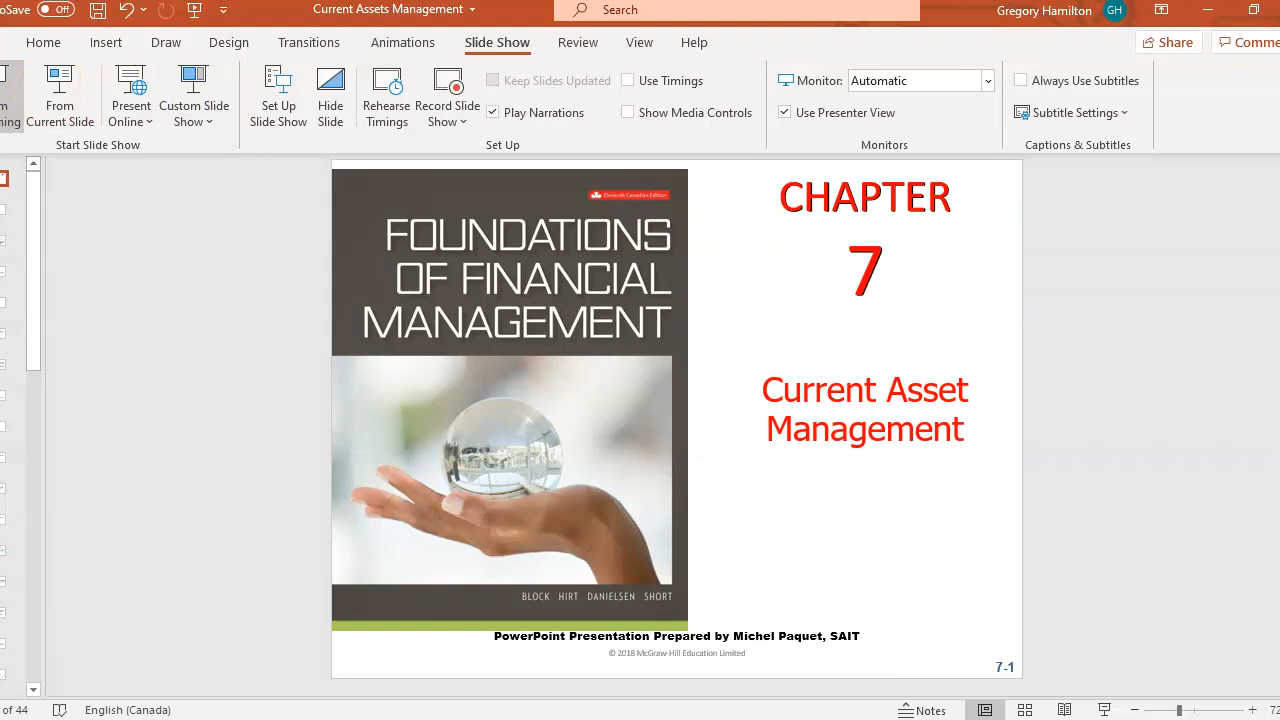 Save Off Current Assets Management Search Gregory Hamilton GH
Home Insert Draw Design Transitions Animations Slide Show Review View Help Share
From Current Slide
Present Online
Custom Slide Show
Start Slide Show
Set Up Slide Show
Hide Slide
Rehearse Timings
Record Slide Show
Keep Slides Updated
Play Narrations
Use Timings
Show Media Controls
Set Up
Monitor: Automatic
Use Presenter View
Monitors
Always Use Subtitles
Subtitle Settings
Captions & Subtitles
Eleventh Canadian Edition
FOUNDATIONS
OF FINANCIAL
MANAGEMENT
BLOCK HIRT DANIELSEN SHORT
CHAPTER
7
Current Asset
Management
PowerPoint Presentation Prepared by Michel Paquet, SAIT
© 2018 McGraw-Hill Education Limited
7-1
of 44 English (Canada) Notes